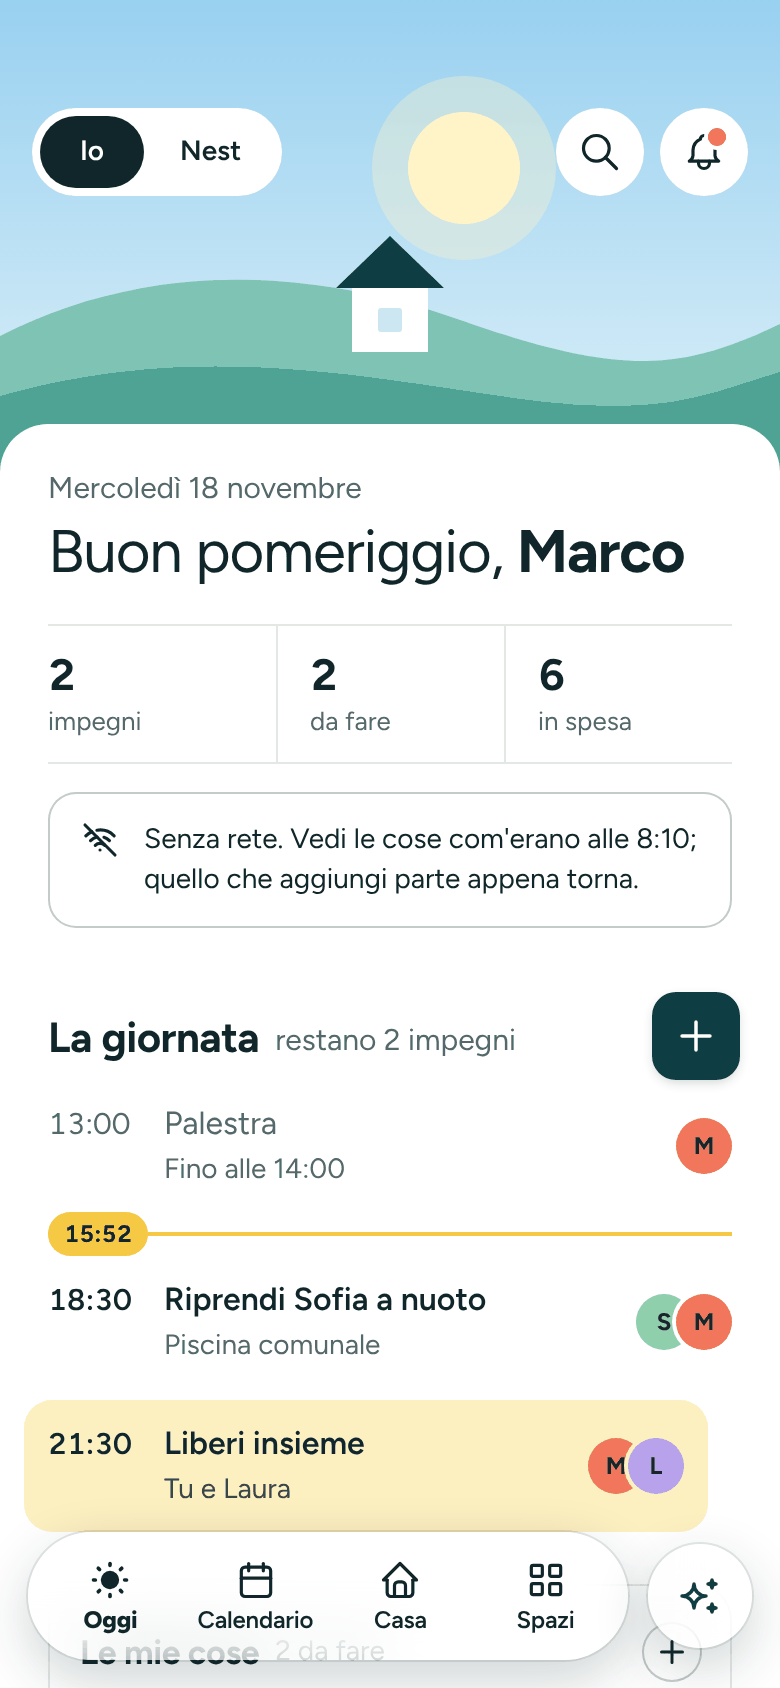 Io
Nest
Mercoledì 18 novembre
Buon pomeriggio, Marco
2
impegni
2
da fare
6
in spesa
Senza rete. Vedi le cose com'erano alle 8:10;
quello che aggiungi parte appena torna.
La giornata restano 2 impegni
13:00 Palestra
Fino alle 14:00
M
15:52
18:30 Riprendi Sofia a nuoto
Piscina comunale
S M
21:30 Liberi insieme
Tu e Laura
M L
Oggi
Calendario
Casa
Spazi
Le mie cose 2 da fare